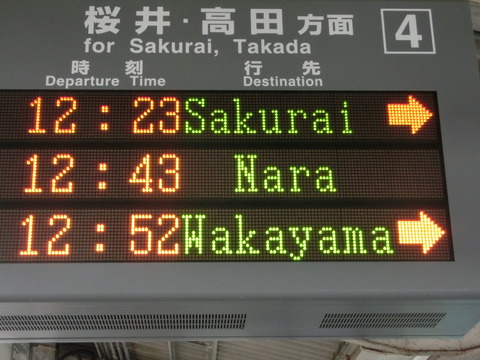 桜井・高田方面 4
for Sakurai, Takada
時刻 行先
Departure Time Destination
12:23 Sakurai
12:43 Nara
12:52 Wakayama